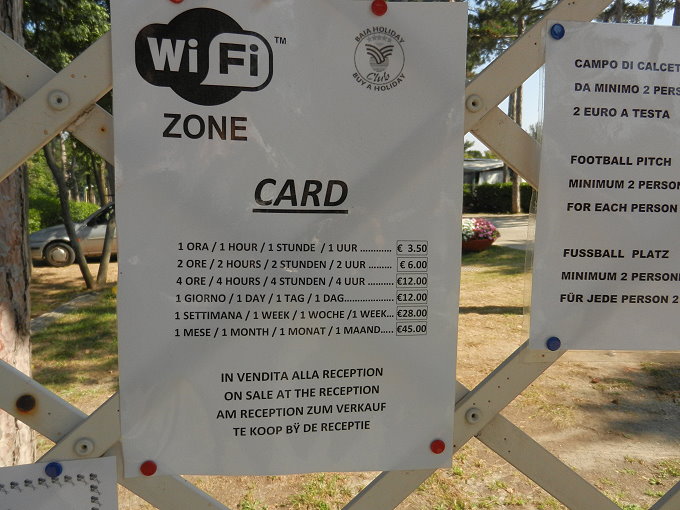 WiFi™
ZONE
BAIA HOLIDAY
Club
BUY A HOLIDAY
CARD
1 ORA / 1 HOUR / 1 STUNDE / 1 UUR ............ € 3.50
2 ORE / 2 HOURS / 2 STUNDEN / 2 UUR ......... € 6.00
4 ORE / 4 HOURS / 4 STUNDEN / 4 UUR ......... €12.00
1 GIORNO / 1 DAY / 1 TAG / 1 DAG................... €12.00
1 SETTIMANA / 1 WEEK / 1 WOCHE / 1 WEEK... €28.00
1 MESE / 1 MONTH / 1 MONAT / 1 MAAND..... €45.00
IN VENDITA ALLA RECEPTION
ON SALE AT THE RECEPTION
AM RECEPTION ZUM VERKAUF
TE KOOP BŸ DE RECEPTIE
CAMPO DI CALCET
DA MINIMO 2 PERS
2 EURO A TESTA
FOOTBALL PITCH
MINIMUM 2 PERSON
FOR EACH PERSON
FUSSBALL PLATZ
MINIMUM 2 PERSON
FÜR JEDE PERSON 2